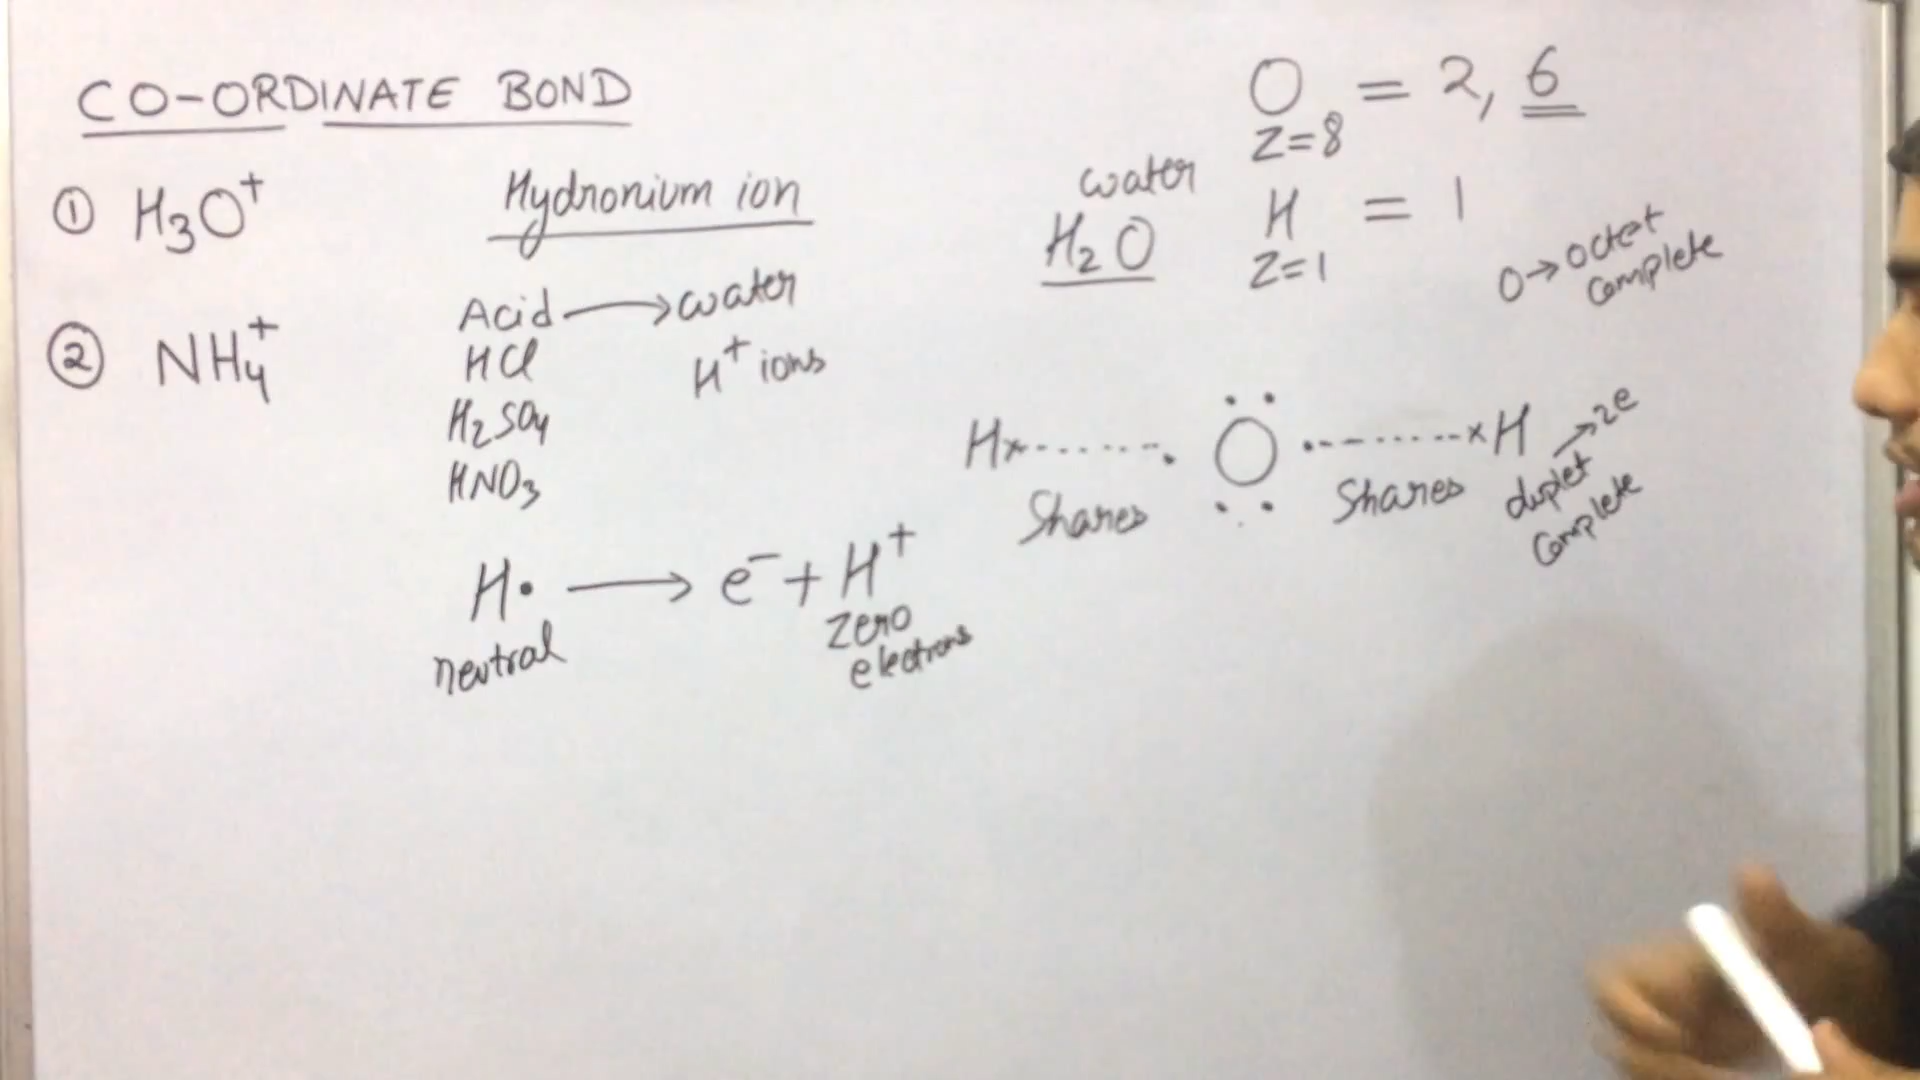 CO-ORDINATE BOND
① H₃O⁺
② NH₄⁺
Hydronium ion
Acid → water
HCl
H⁺ ions
H₂SO₄
HNO₃
H• → e⁻ + H⁺
neutral
zero
electrons
O = 2, 6
Z=8
water
H₂O
H = 1
Z=1
O → octet
complete
H×·······• O •·······×H
Shares
Shares
duplet → 2e
Complete